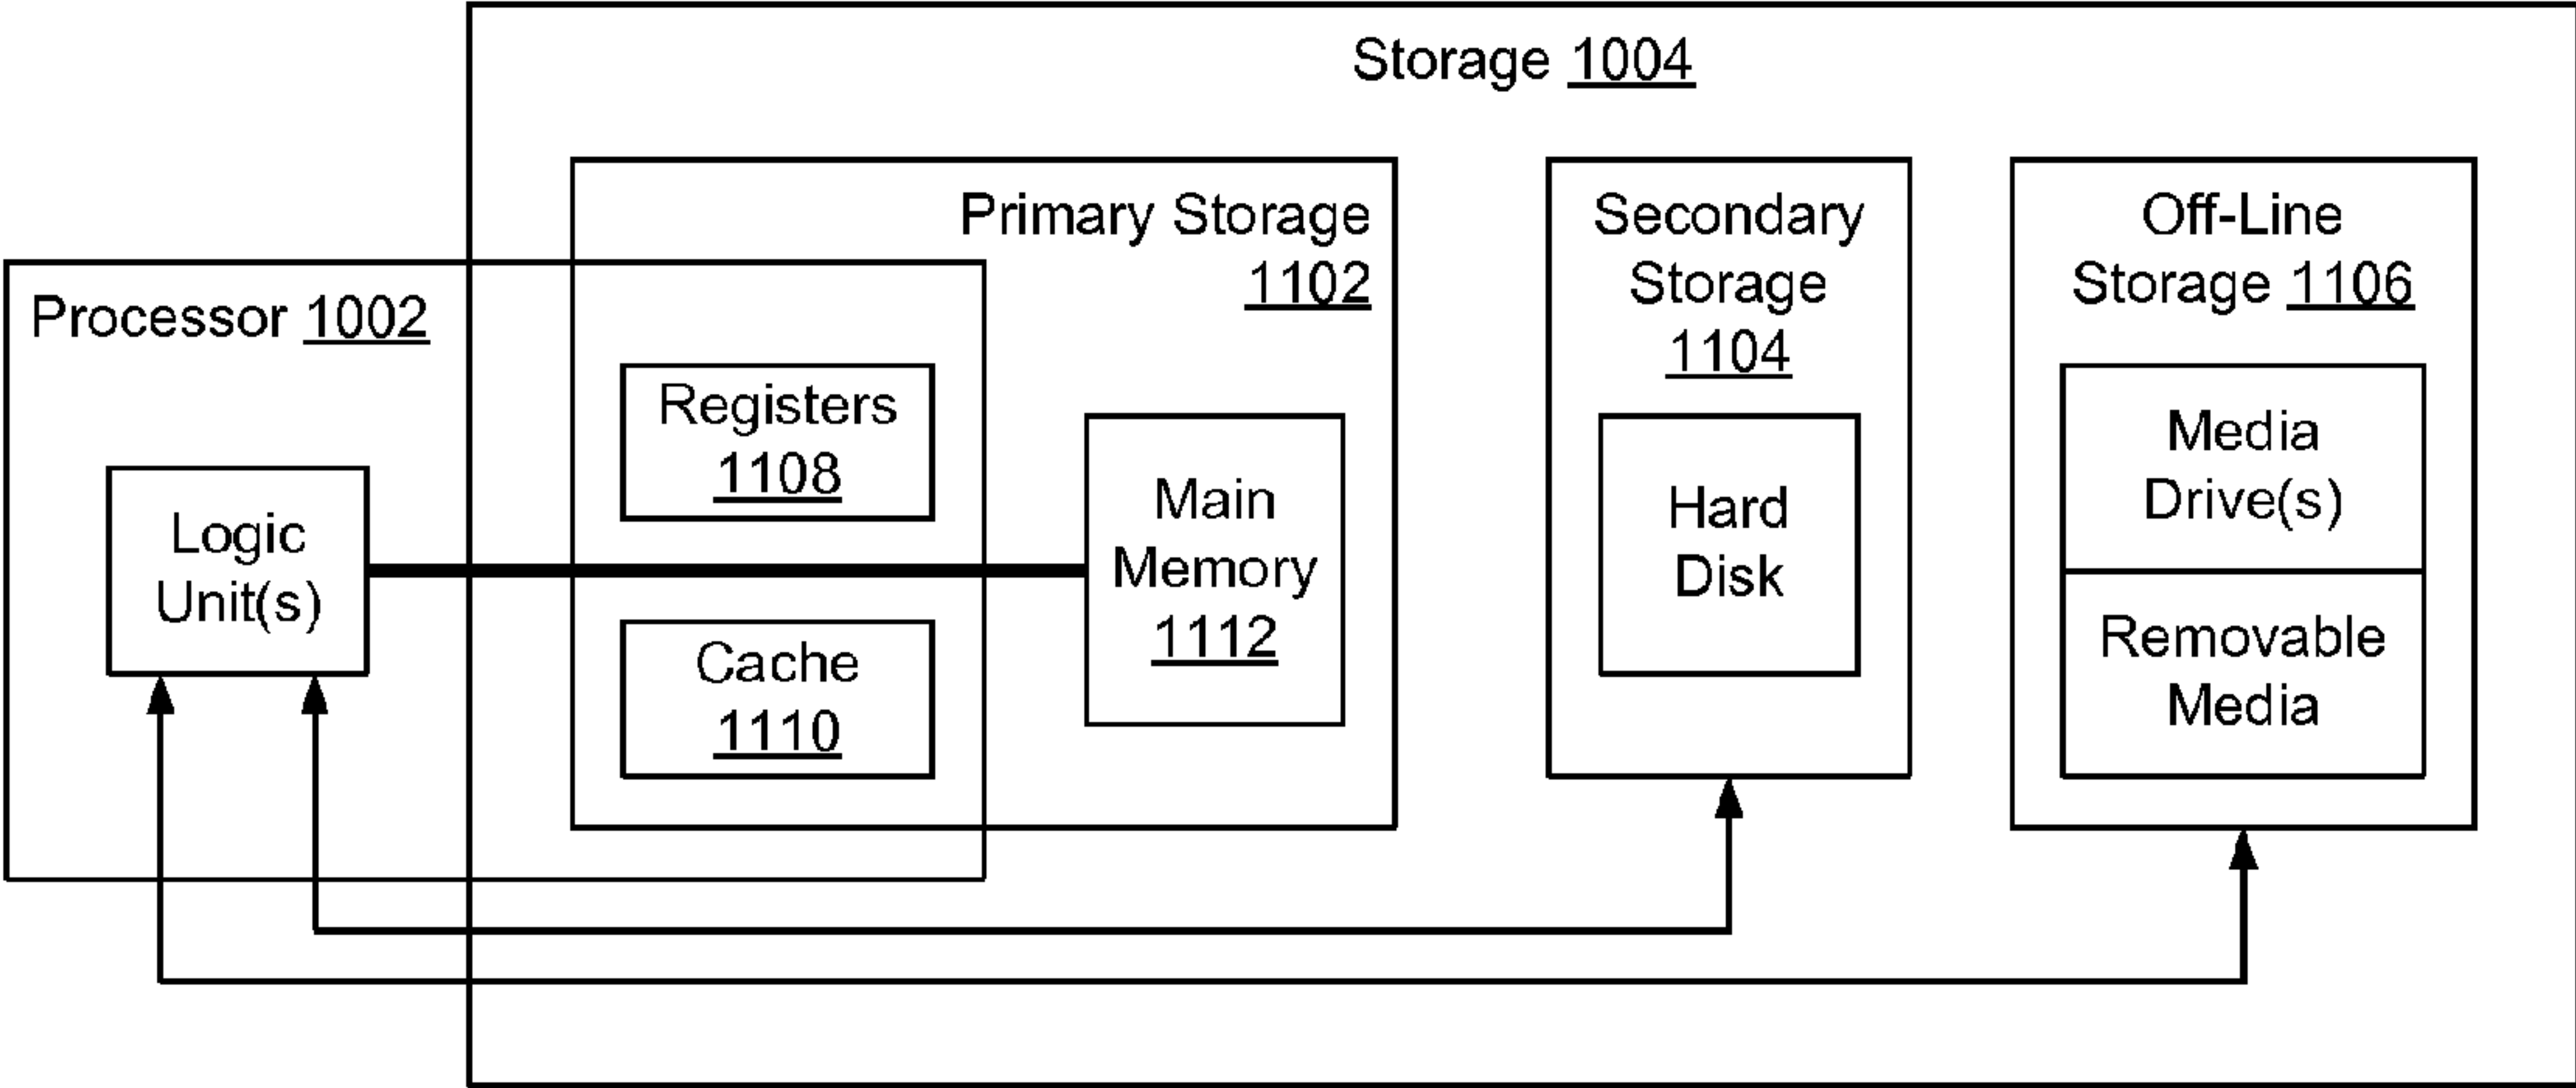 Storage 1004
Primary Storage
1102
Secondary
Storage
1104
Off-Line
Storage 1106
Processor 1002
Registers
1108
Logic
Unit(s)
Cache
1110
Main
Memory
1112
Hard
Disk
Media
Drive(s)
Removable
Media